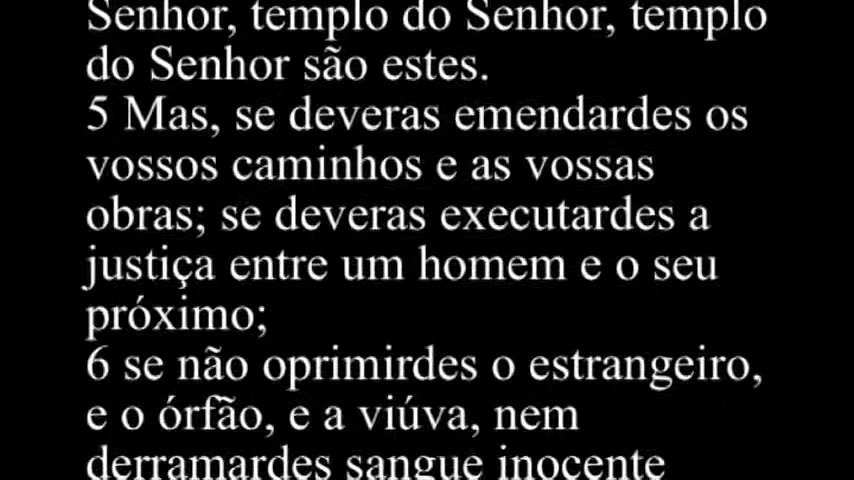 Senhor, templo do Senhor, templo
do Senhor são estes.
5 Mas, se deveras emendardes os
vossos caminhos e as vossas
obras; se deveras executardes a
justiça entre um homem e o seu
próximo;
6 se não oprimirdes o estrangeiro,
e o órfão, e a viúva, nem
derramardes sangue inocente